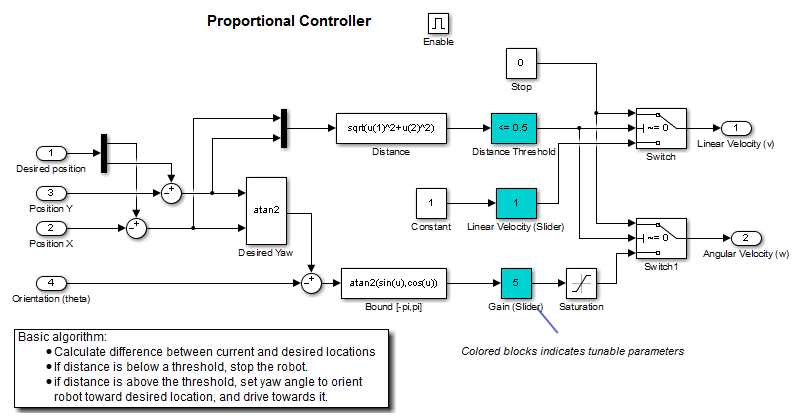 Proportional Controller
Enable
0
Stop
sqrt(u(1)^2+u(2)^2)
Distance
<= 0.5
Distance Threshold
~= 0
Switch
1
Linear Velocity (v)
1
Desired position
3
Position Y
2
Position X
- +
- +
atan2
Desired Yaw
1
Constant
1
Linear Velocity (Slider)
~= 0
Switch1
2
Angular Velocity (w)
4
Orientation (theta)
- +
atan2(sin(u),cos(u))
Bound [-pi,pi]
5
Gain (Slider)
Saturation
Colored blocks indicates tunable parameters
Basic algorithm:
• Calculate difference between current and desired locations
• If distance is below a threshold, stop the robot.
• if distance is above the threshold, set yaw angle to orient
robot toward desired location, and drive towards it.